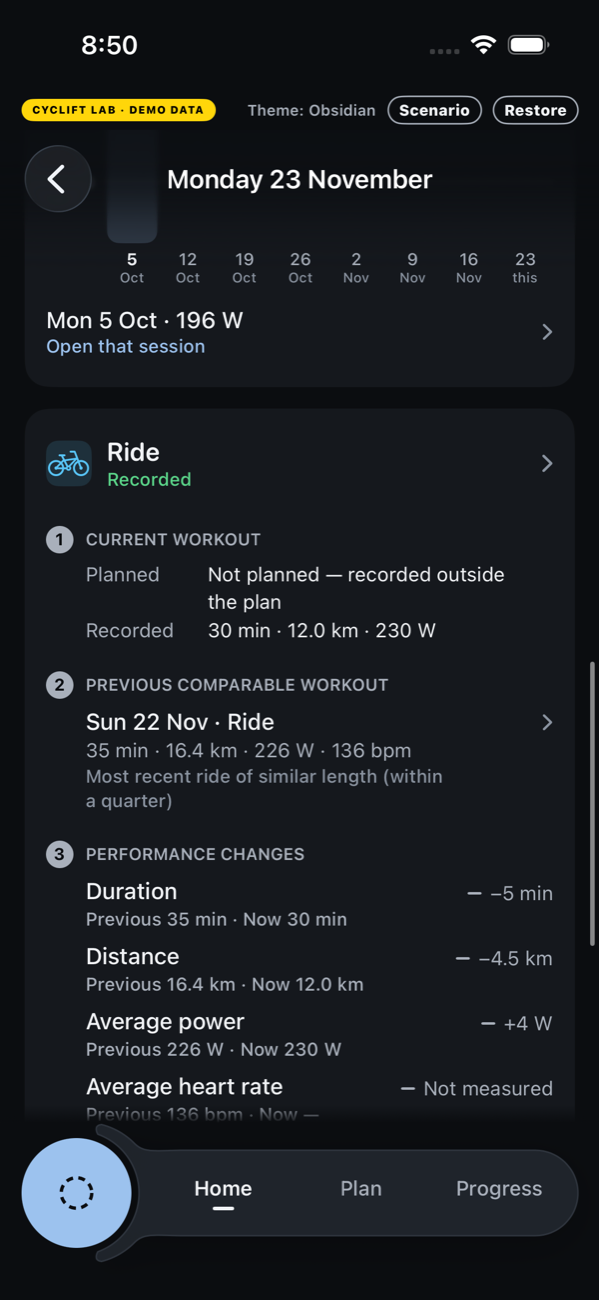 8:50
CYCLIFT LAB · DEMO DATA
Theme: Obsidian
Scenario
Restore
Monday 23 November
5 12 19 26 2 9 16 23
Oct Oct Oct Oct Nov Nov Nov this
Mon 5 Oct · 196 W
Open that session
Ride
Recorded
1 CURRENT WORKOUT
Planned Not planned — recorded outside
the plan
Recorded 30 min · 12.0 km · 230 W
2 PREVIOUS COMPARABLE WORKOUT
Sun 22 Nov · Ride
35 min · 16.4 km · 226 W · 136 bpm
Most recent ride of similar length (within
a quarter)
3 PERFORMANCE CHANGES
Duration — −5 min
Previous 35 min · Now 30 min
Distance — −4.5 km
Previous 16.4 km · Now 12.0 km
Average power — +4 W
Previous 226 W · Now 230 W
Average heart rate — Not measured
Previous 136 bpm · Now —
Home Plan Progress